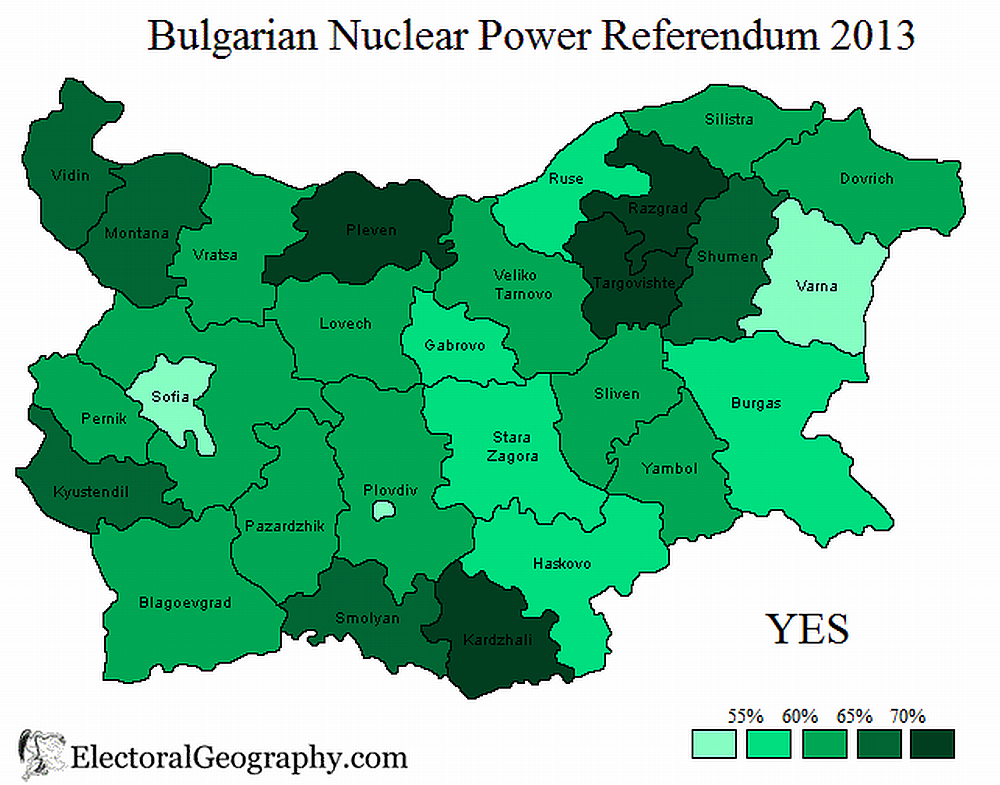 Bulgarian Nuclear Power Referendum 2013
Silistra
Vidin
Ruse
Dovrich
Razgrad
Montana
Pleven
Vratsa
Shumen
Veliko
Tarnovo
Targovishte
Varna
Lovech
Gabrovo
Sofia
Sliven
Burgas
Pernik
Stara
Zagora
Yambol
Kyustendil
Plovdiv
Pazardzhik
Haskovo
Blagoevgrad
Smolyan
Kardzhali
YES
55% 60% 65% 70%
ElectoralGeography.com